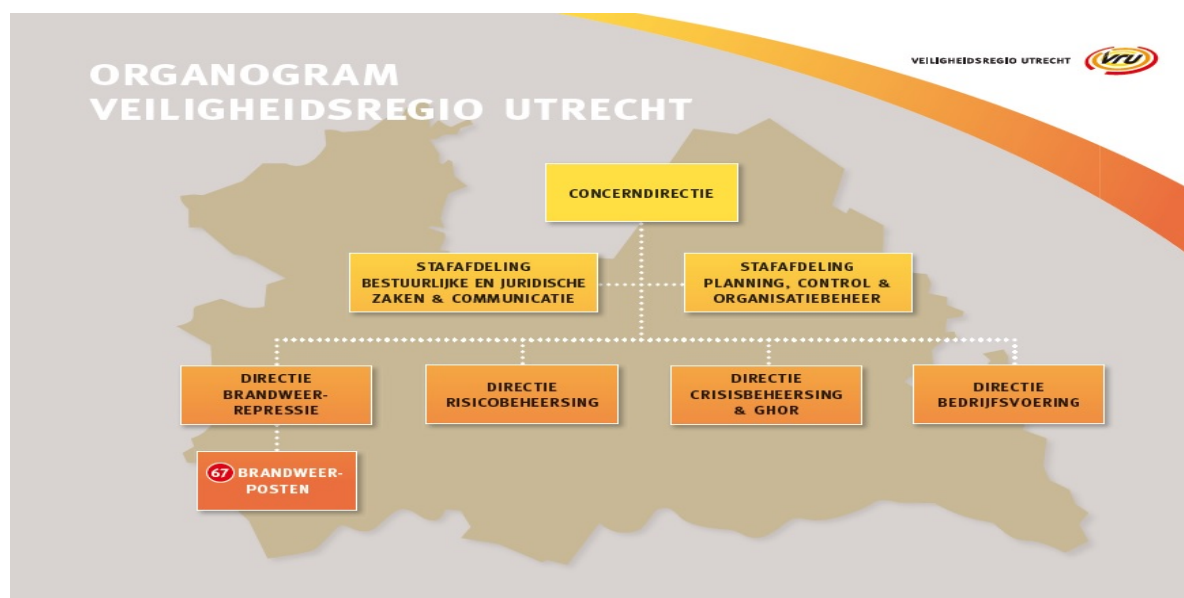 ORGANOGRAM
VEILIGHEIDSREGIO UTRECHT
VEILIGHEIDSREGIO UTRECHT vru
CONCERNDIRECTIE
STAFAFDELING
BESTUURLIJKE EN JURIDISCHE
ZAKEN & COMMUNICATIE
STAFAFDELING
PLANNING, CONTROL &
ORGANISATIEBEHEER
DIRECTIE
BRANDWEER-
REPRESSIE
DIRECTIE
RISICOBEHEERSING
DIRECTIE
CRISISBEHEERSING
& GHOR
DIRECTIE
BEDRIJFSVOERING
67 BRANDWEER-
POSTEN